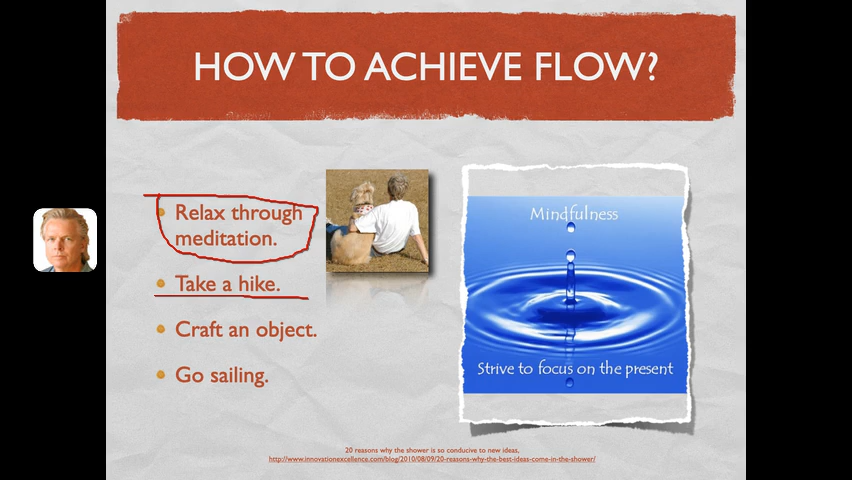 HOW TO ACHIEVE FLOW?
Relax through
meditation.
Take a hike.
Craft an object.
Go sailing.
Mindfulness
Strive to focus on the present
20 reasons why the shower is so conducive to new ideas,
http://www.innovationexcellence.com/blog/2010/08/09/20-reasons-why-the-best-ideas-come-in-the-shower/